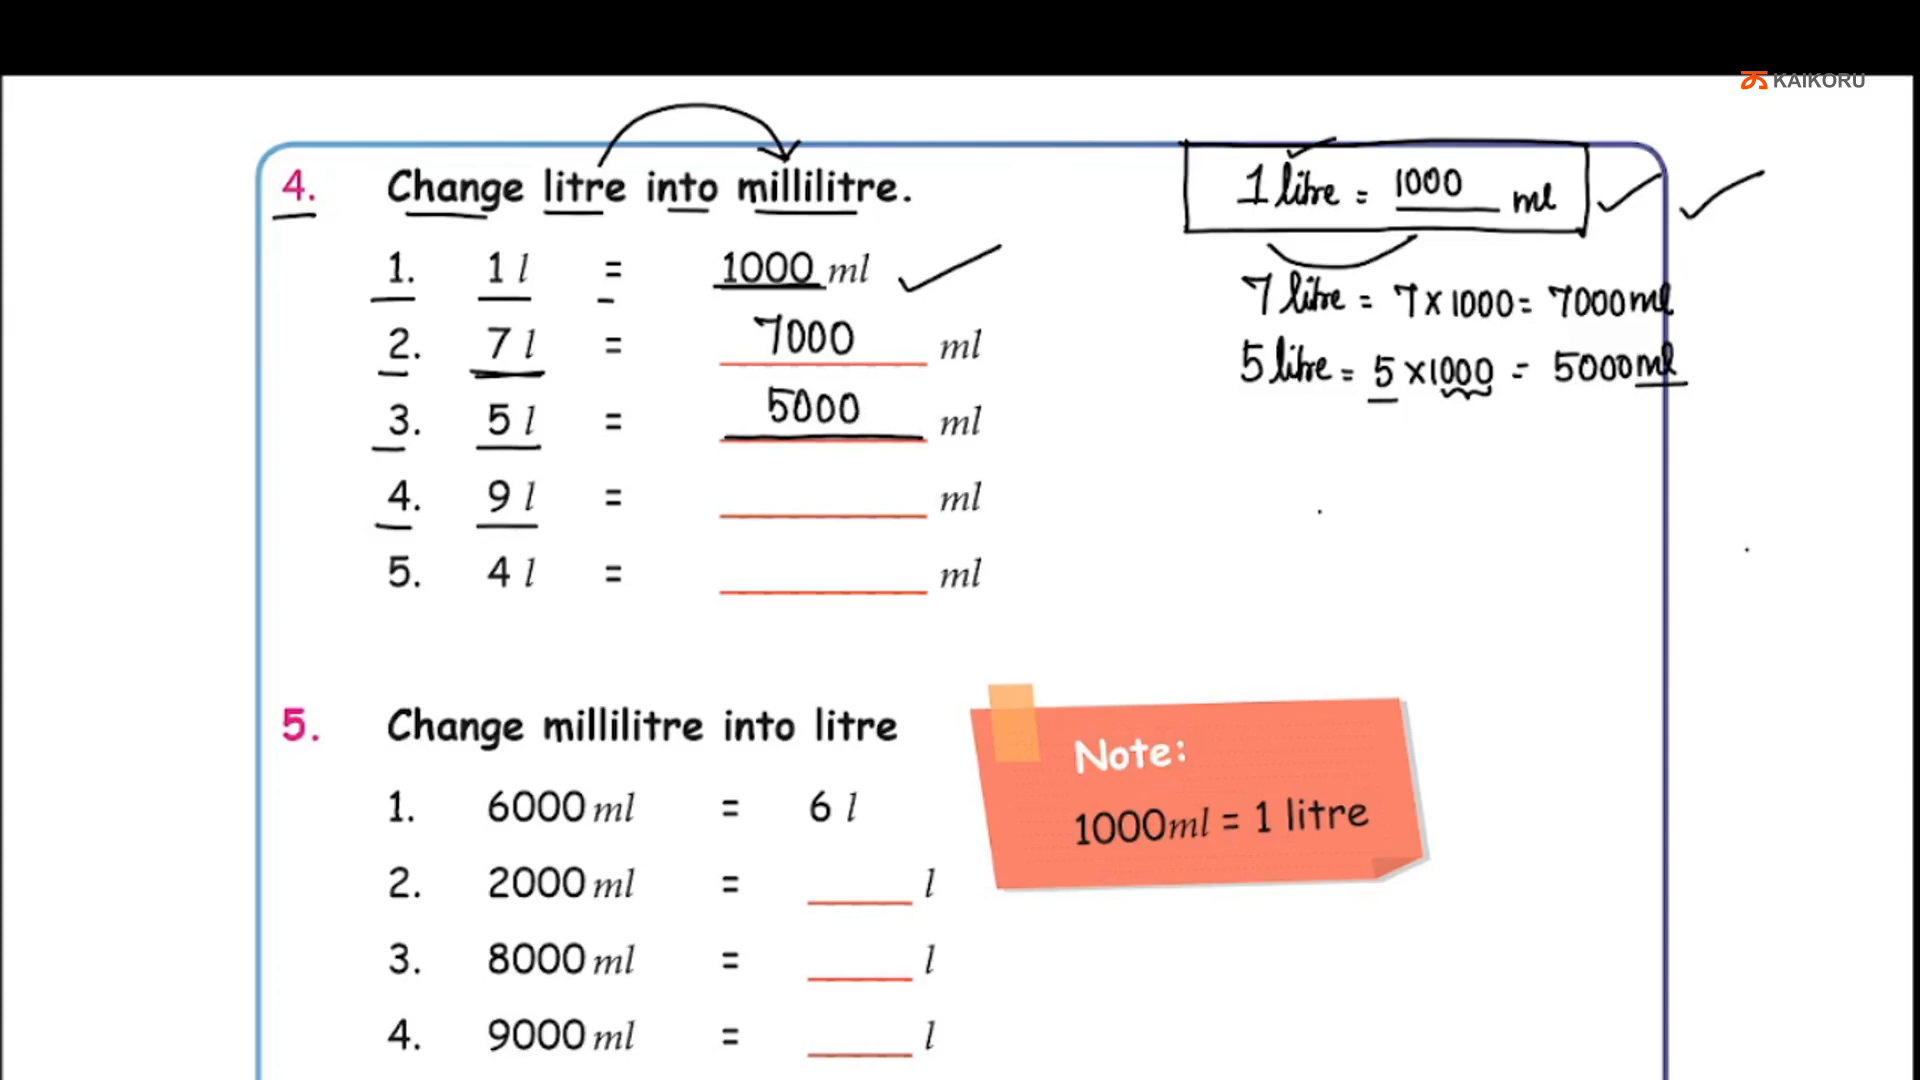 KAIKORU
4. Change litre into millilitre.
1 litre = 1000 ml
1. 1 l = 1000 ml
7 litre = 7 x 1000 = 7000 ml
2. 7 l = 7000 ml
5 litre = 5 x 1000 = 5000 ml
3. 5 l = 5000 ml
4. 9 l = ml
5. 4 l = ml
5. Change millilitre into litre
Note:
1000ml = 1 litre
1. 6000 ml = 6 l
2. 2000 ml = l
3. 8000 ml = l
4. 9000 ml = l